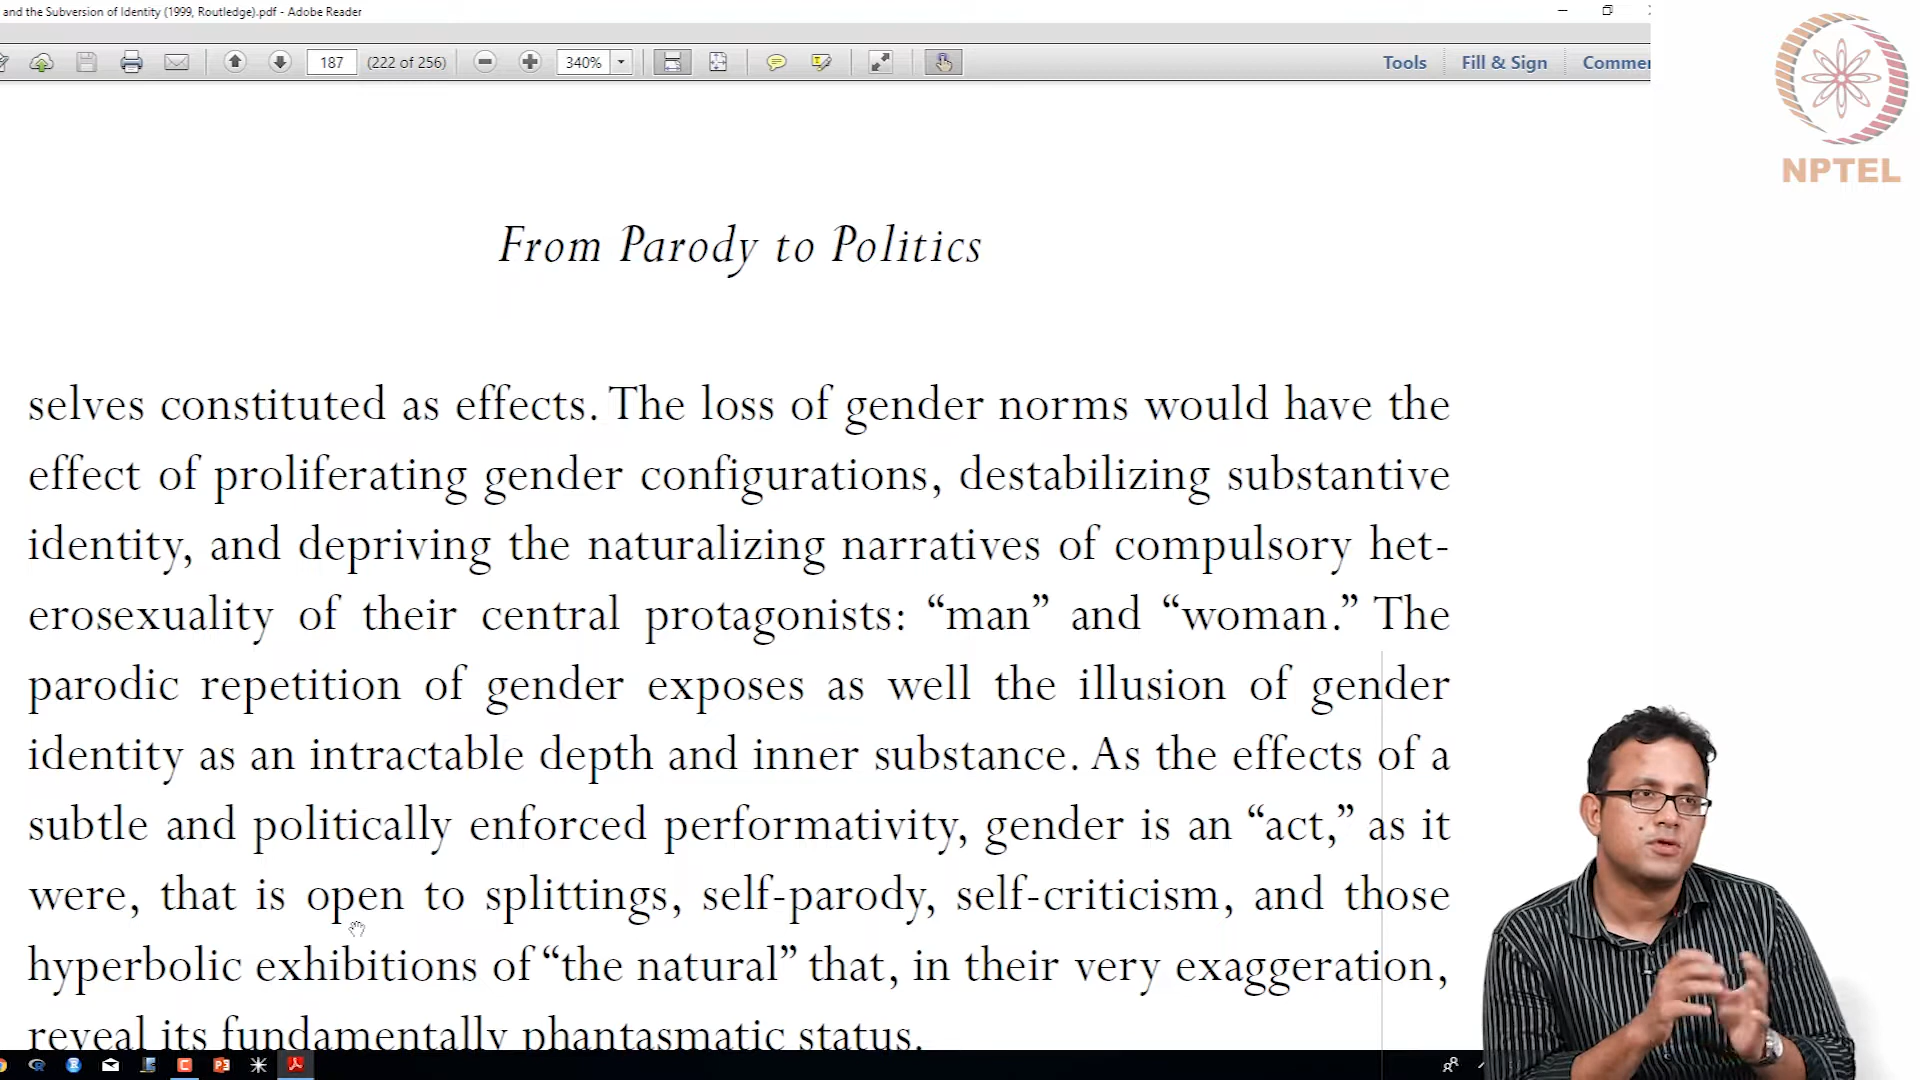 and the Subversion of Identity (1999, Routledge).pdf - Adobe Reader
187 (222 of 256) 340% Tools Fill & Sign Commen
NPTEL
From Parody to Politics
selves constituted as effects. The loss of gender norms would have the
effect of proliferating gender configurations, destabilizing substantive
identity, and depriving the naturalizing narratives of compulsory het-
erosexuality of their central protagonists: “man” and “woman.” The
parodic repetition of gender exposes as well the illusion of gender
identity as an intractable depth and inner substance. As the effects of a
subtle and politically enforced performativity, gender is an “act,” as it
were, that is open to splittings, self-parody, self-criticism, and those
hyperbolic exhibitions of “the natural” that, in their very exaggeration,
reveal its fundamentally phantasmatic status.